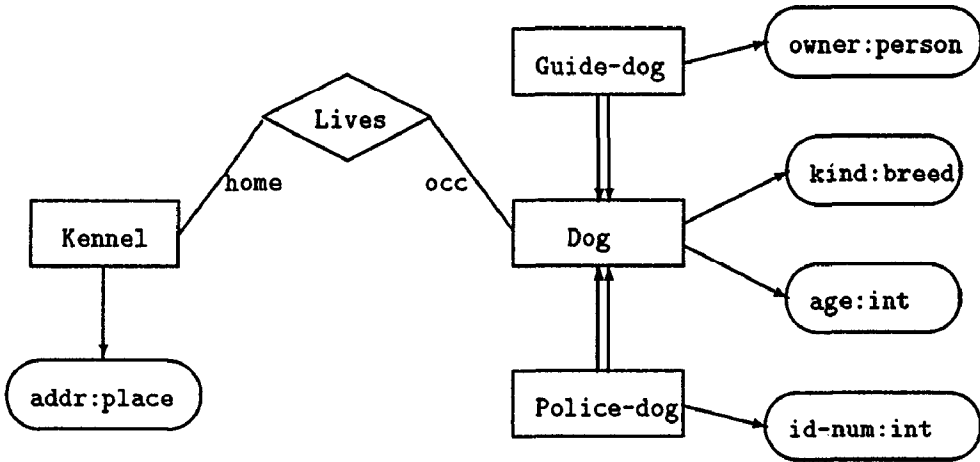 owner:person
Guide-dog
Lives
kind:breed
home
occ
Kennel
Dog
age:int
addr:place
Police-dog
id-num:int